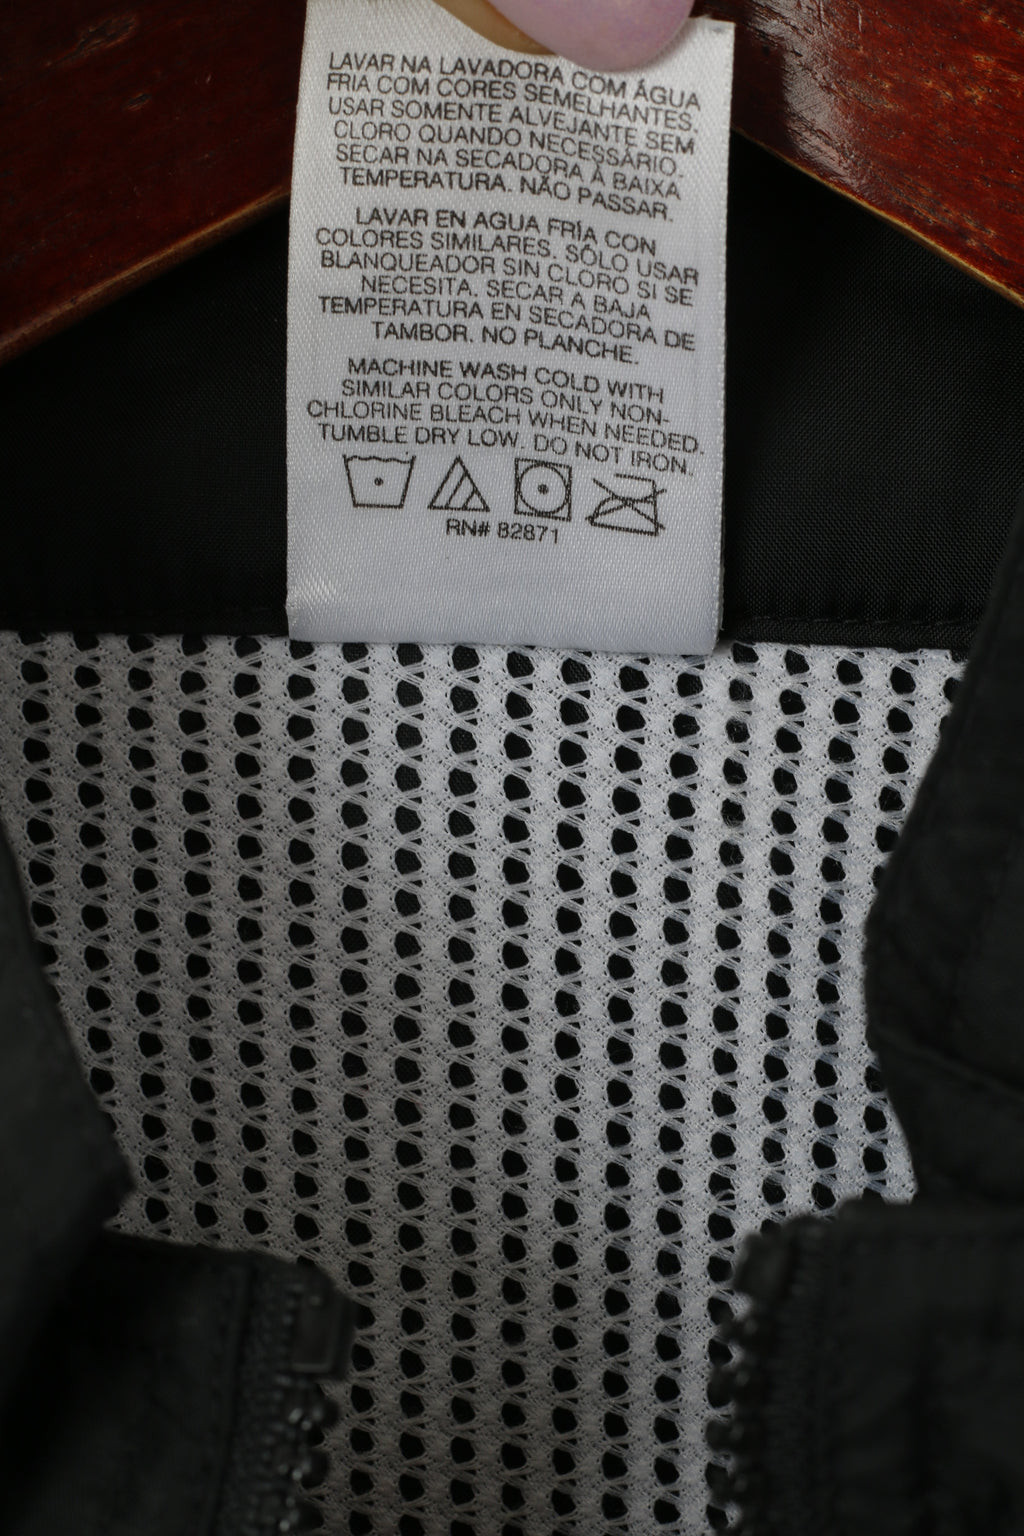 LAVAR NA LAVADORA COM ÁGUA
FRIA COM CORES SEMELHANTES.
USAR SOMENTE ALVEJANTE SEM
CLORO QUANDO NECESSÁRIO.
SECAR NA SECADORA À BAIXA
TEMPERATURA. NÃO PASSAR.
LAVAR EN AGUA FRÍA CON
COLORES SIMILARES. SÓLO USAR
BLANQUEADOR SIN CLORO SI SE
NECESITA. SECAR A BAJA
TEMPERATURA EN SECADORA DE
TAMBOR. NO PLANCHE.
MACHINE WASH COLD WITH
SIMILAR COLORS ONLY NON-
CHLORINE BLEACH WHEN NEEDED.
TUMBLE DRY LOW. DO NOT IRON.
RN# 82871